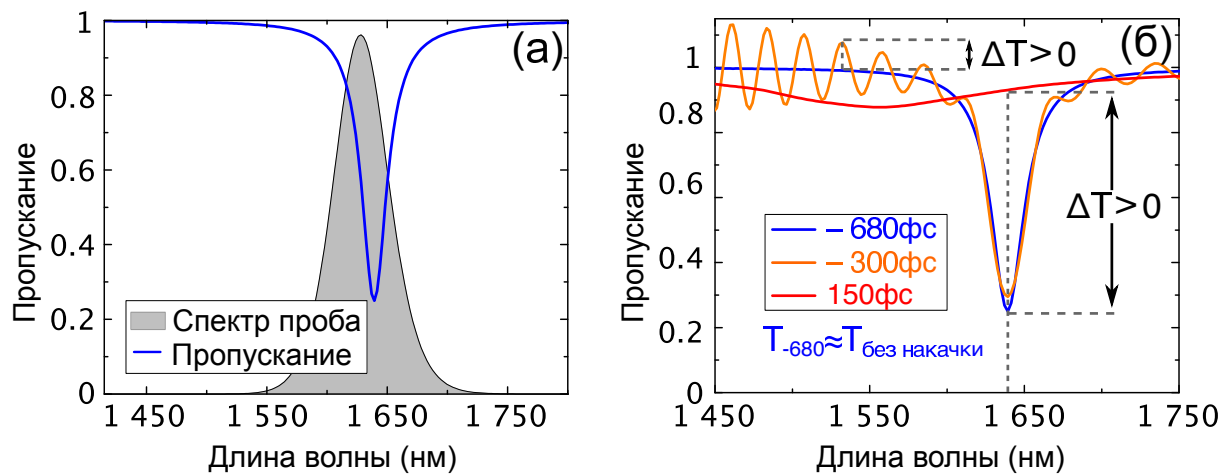 (а)
Пропускание
1
0.8
0.6
0.4
0.2
0
Спектр проба
Пропускание
1 450
1 550
1 650
1 750
Длина волны (нм)
(б)
ΔT>0
Пропускание
1
0.8
0.6
0.4
0.2
0
ΔT>0
– 680фс
– 300фс
150фс
T-680≈Tбез накачки
1 450
1 550
1 650
1 750
Длина волны (нм)